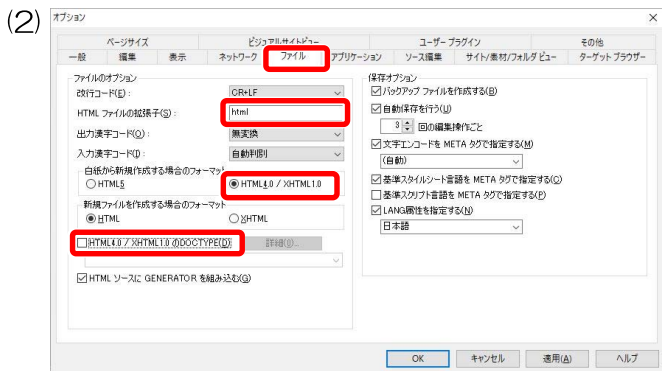 (2)
オプション
ページサイズ ビジュアルサイトビュー ユーザー プラグイン その他
一般 編集 表示 ネットワーク ファイル アプリケーション ソース編集 サイト/素材/フォルダ ビュー ターゲット ブラウザー
ファイルのオプション
改行コード(E):
CR+LF
HTML ファイルの拡張子(S):
html
出力漢字コード(O):
無変換
入力漢字コード(I):
自動判別
白紙から新規作成する場合のフォーマット
HTML5
HTML4.0 / XHTML1.0
新規ファイルを作成する場合のフォーマット
HTML
XHTML
HTML4.0 / XHTML1.0 のDOCTYPE(D):
詳細(J)...
HTML ソースに GENERATOR を組み込む(G)
保存オプション
バックアップ ファイルを作成する(B)
自動保存を行う(U)
3 回の編集操作ごと
文字エンコードを META タグで指定する(M)
(自動)
基準スタイルシート言語を META タグで指定する(C)
基準スクリプト言語を META タグで指定する(P)
LANG属性を指定する(N)
日本語
OK キャンセル 適用(A) ヘルプ